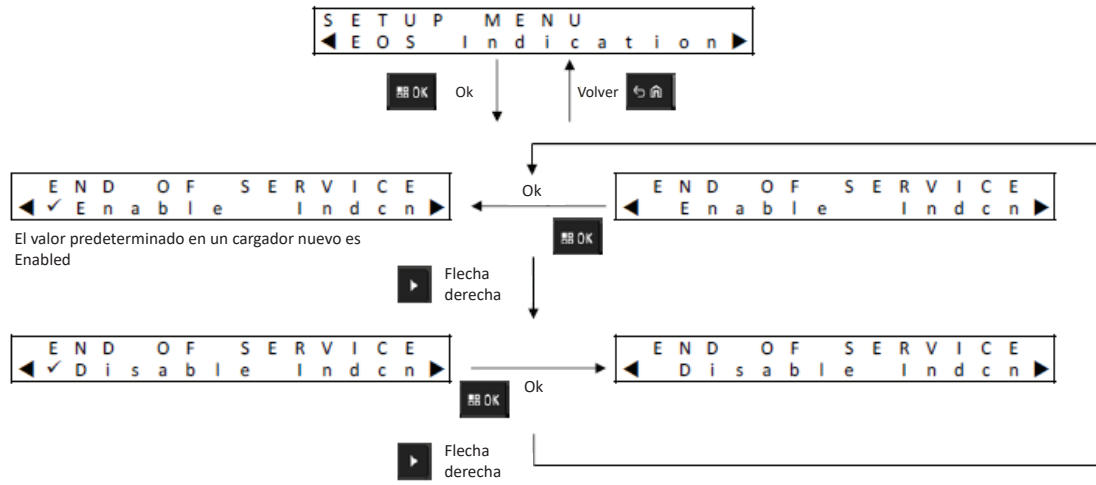 SETUP MENU
◀EOS Indication▶
OK
Ok
Volver
Ok
END OF SERVICE
◀✓Enable Indcn▶
END OF SERVICE
◀ Enable Indcn▶
OK
El valor predeterminado en un cargador nuevo es
Enabled
Flecha
derecha
END OF SERVICE
◀✓Disable Indcn▶
END OF SERVICE
◀ Disable Indcn▶
OK
Ok
Flecha
derecha